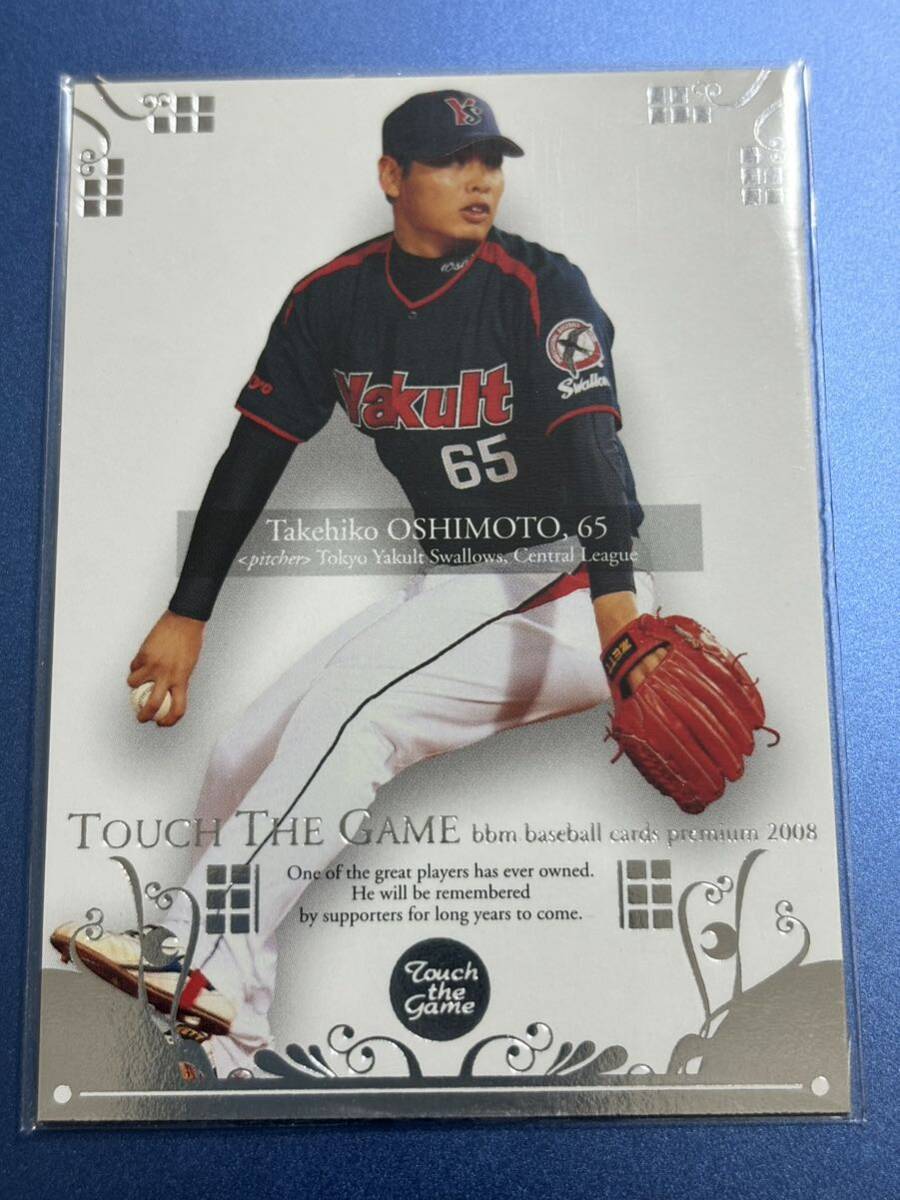 Ys
Yakult
65
Swallows
Takehiko OSHIMOTO, 65
<pitcher> Tokyo Yakult Swallows, Central League
ZETT
TOUCH THE GAME bbm baseball cards premium 2008
One of the great players has ever owned.
He will be remembered
by supporters for long years to come.
Touch
the
Game